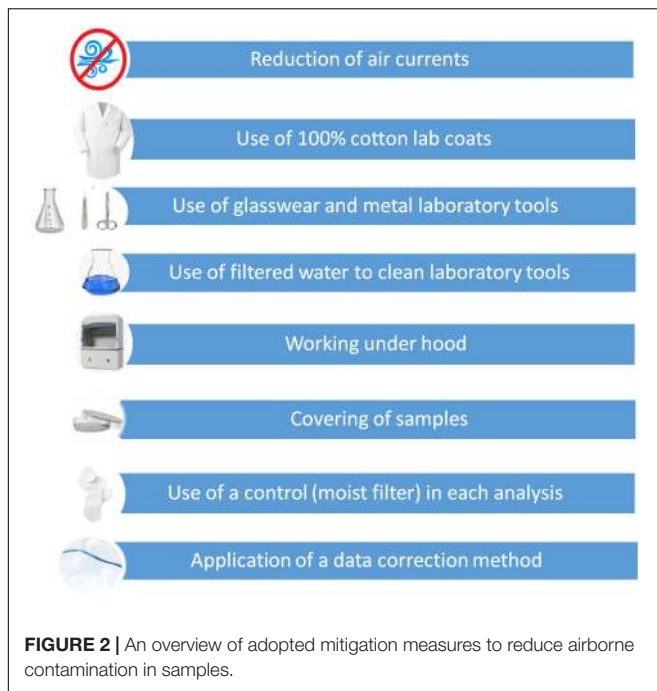 Reduction of air currents
Use of 100% cotton lab coats
Use of glasswear and metal laboratory tools
Use of filtered water to clean laboratory tools
Working under hood
Covering of samples
Use of a control (moist filter) in each analysis
Application of a data correction method
FIGURE 2 | An overview of adopted mitigation measures to reduce airborne
contamination in samples.